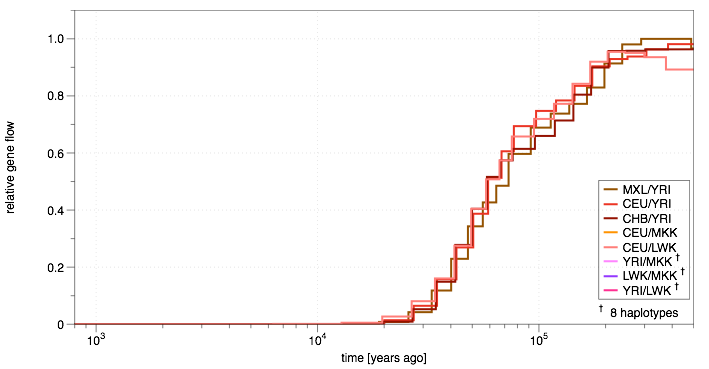 relative gene flow
1.0
0.8
0.6
0.4
0.2
0
10³
10⁴
10⁵
time [years ago]
MXL/YRI
CEU/YRI
CHB/YRI
CEU/MKK
CEU/LWK
YRI/MKK †
LWK/MKK †
YRI/LWK †
† 8 haplotypes